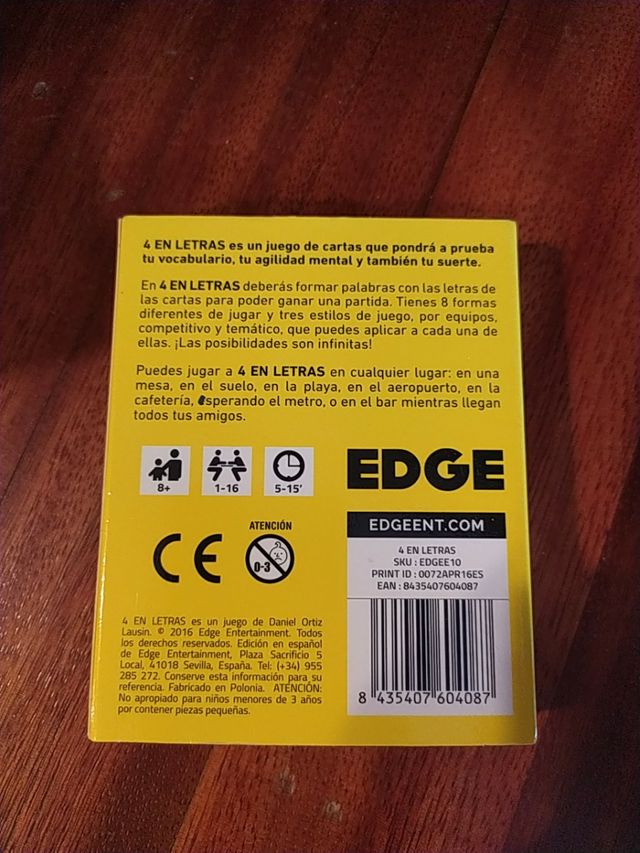 4 EN LETRAS es un juego de cartas que pondrá a prueba
tu vocabulario, tu agilidad mental y también tu suerte.
En 4 EN LETRAS deberás formar palabras con las letras de
las cartas para poder ganar una partida. Tienes 8 formas
diferentes de jugar y tres estilos de juego, por equipos,
competitivo y temático, que puedes aplicar a cada una de
ellas. ¡Las posibilidades son infinitas!
Puedes jugar a 4 EN LETRAS en cualquier lugar: en una
mesa, en el suelo, en la playa, en el aeropuerto, en la
cafetería, esperando el metro, o en el bar mientras llegan
todos tus amigos.
8+
1-16
5-15'
EDGE
EDGEENT.COM
CE
ATENCIÓN
0-3
4 EN LETRAS
SKU : EDGEE10
PRINT ID : 0072APR16ES
EAN : 8435407604087
8 435407 604087
4 EN LETRAS es un juego de Daniel Ortiz
Lausin. © 2016 Edge Entertainment. Todos
los derechos reservados. Edición en español
de Edge Entertainment, Plaza Sacrificio 5
Local, 41018 Sevilla, España. Tel: (+34) 955
285 272. Conserve esta información para su
referencia. Fabricado en Polonia. ATENCIÓN:
No apropiado para niños menores de 3 años
por contener piezas pequeñas.